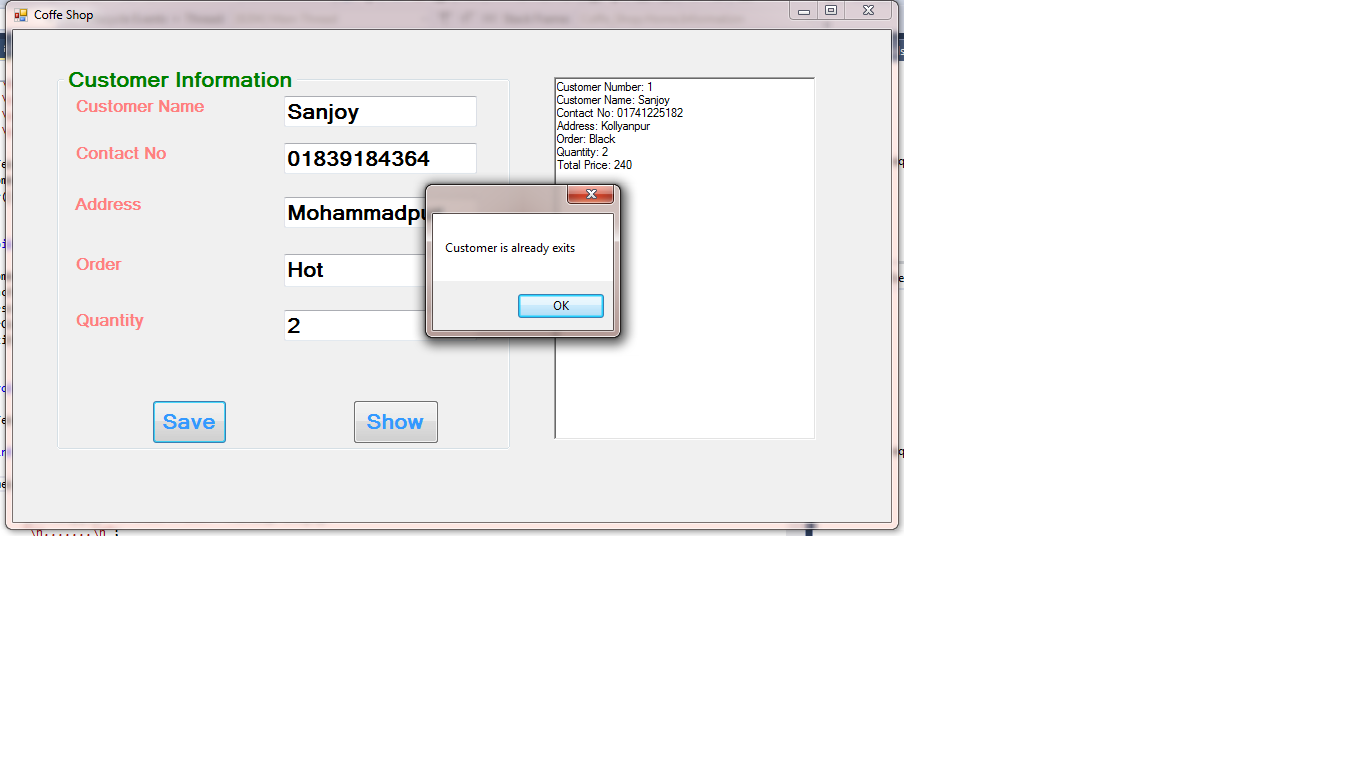 Coffe Shop
Customer Information
Customer Name
Sanjoy
Contact No
01839184364
Address
Mohammadpur
Order
Hot
Quantity
2
Save
Show
Customer Number: 1
Customer Name: Sanjoy
Contact No: 01741225182
Address: Kollyanpur
Order: Black
Quantity: 2
Total Price: 240
Customer is already exits
OK